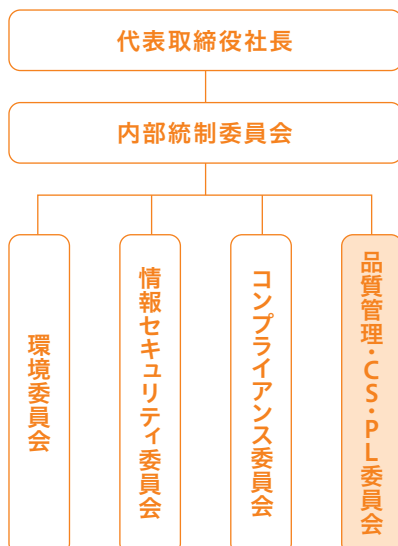 代表取締役社長
内部統制委員会
環境委員会
情報セキュリティ委員会
コンプライアンス委員会
品質管理・CS・PL委員会